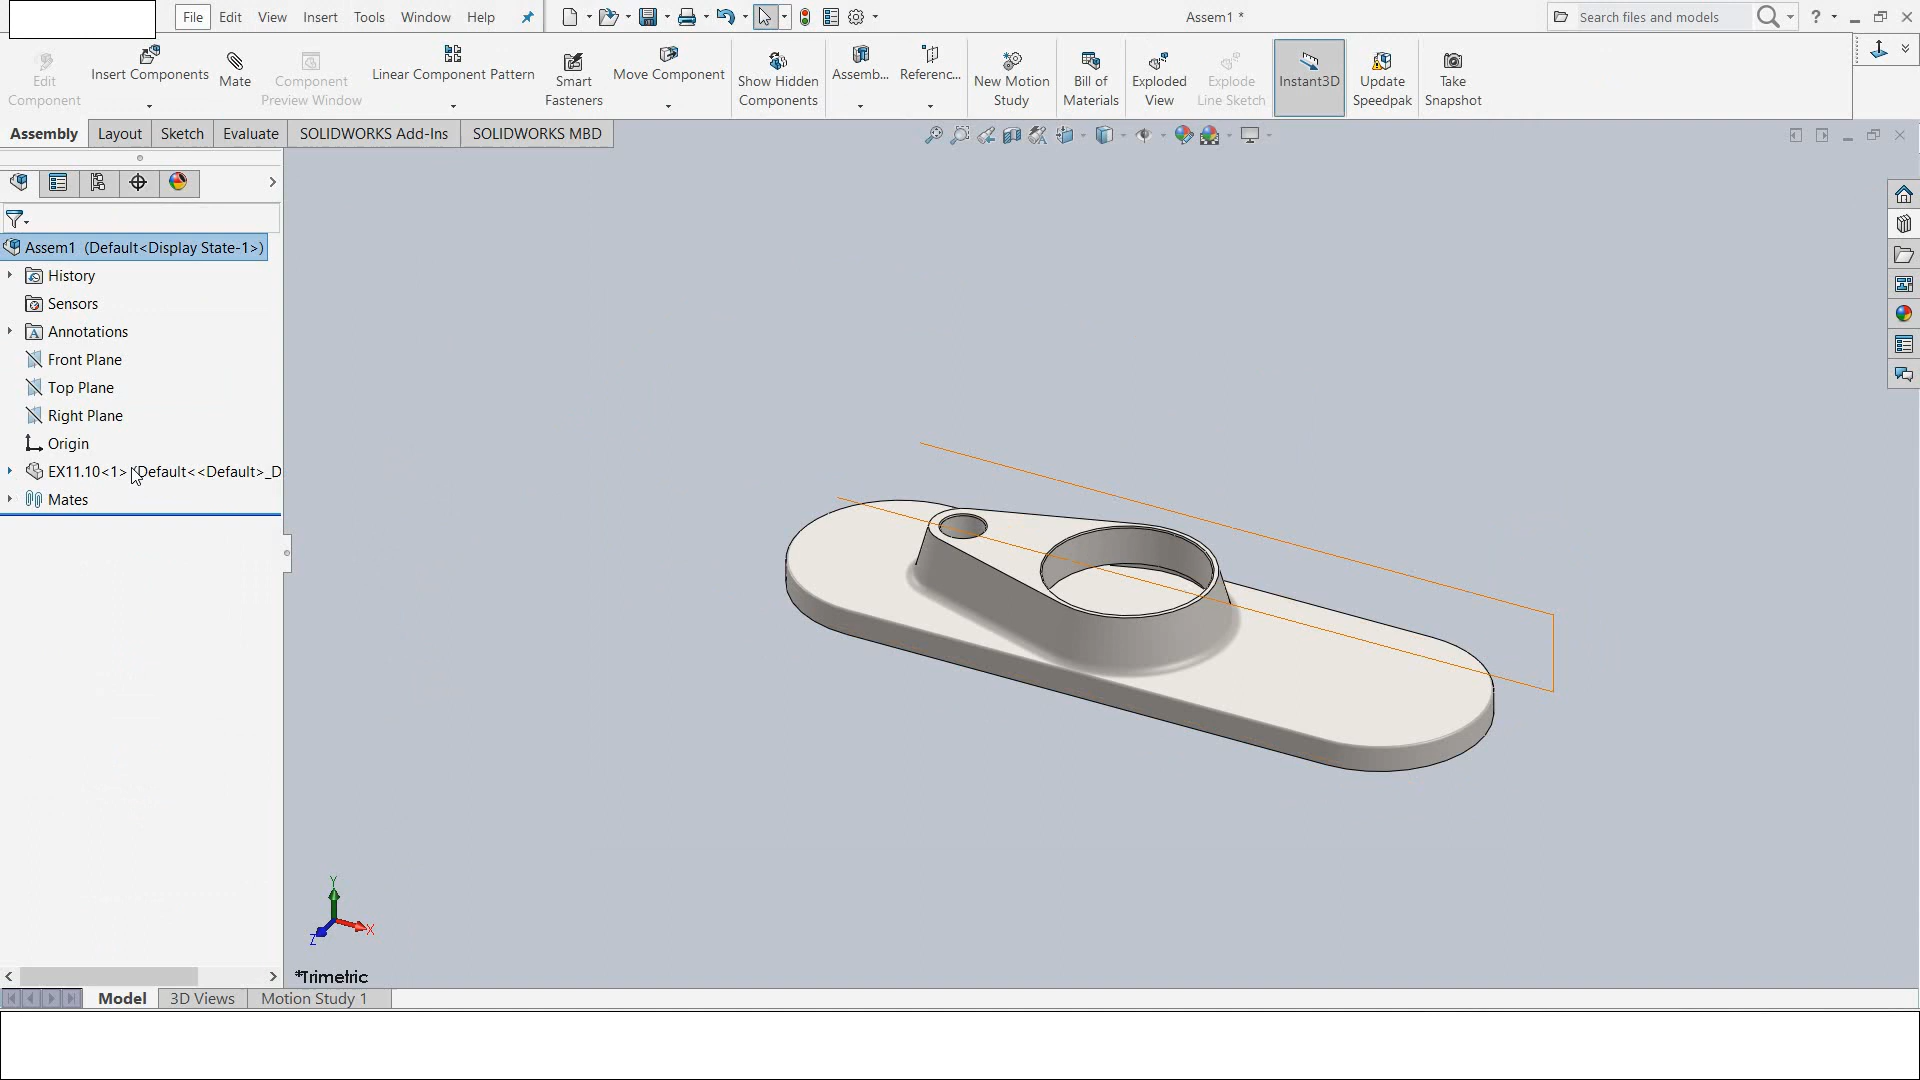 File Edit View Insert Tools Window Help
Assem1 *
Search files and models
?
Edit Component
Insert Components
Mate
Component Preview Window
Linear Component Pattern
Smart Fasteners
Move Component
Show Hidden Components
Assemb...
Referenc...
New Motion Study
Bill of Materials
Exploded View
Explode Line Sketch
Instant3D
Update Speedpak
Take Snapshot
Assembly Layout Sketch Evaluate SOLIDWORKS Add-Ins SOLIDWORKS MBD
Assem1 (Default<Display State-1>)
History
Sensors
A Annotations
Front Plane
Top Plane
Right Plane
Origin
EX11.10<1> (Default<<Default>_D
Mates
Y
X
Z
*Trimetric
Model 3D Views Motion Study 1